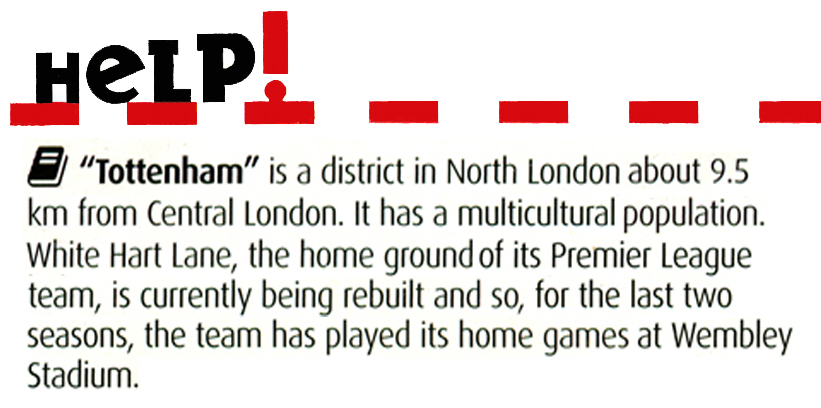 HeLP!
"Tottenham" is a district in North London about 9.5
km from Central London. It has a multicultural population.
White Hart Lane, the home ground of its Premier League
team, is currently being rebuilt and so, for the last two
seasons, the team has played its home games at Wembley
Stadium.